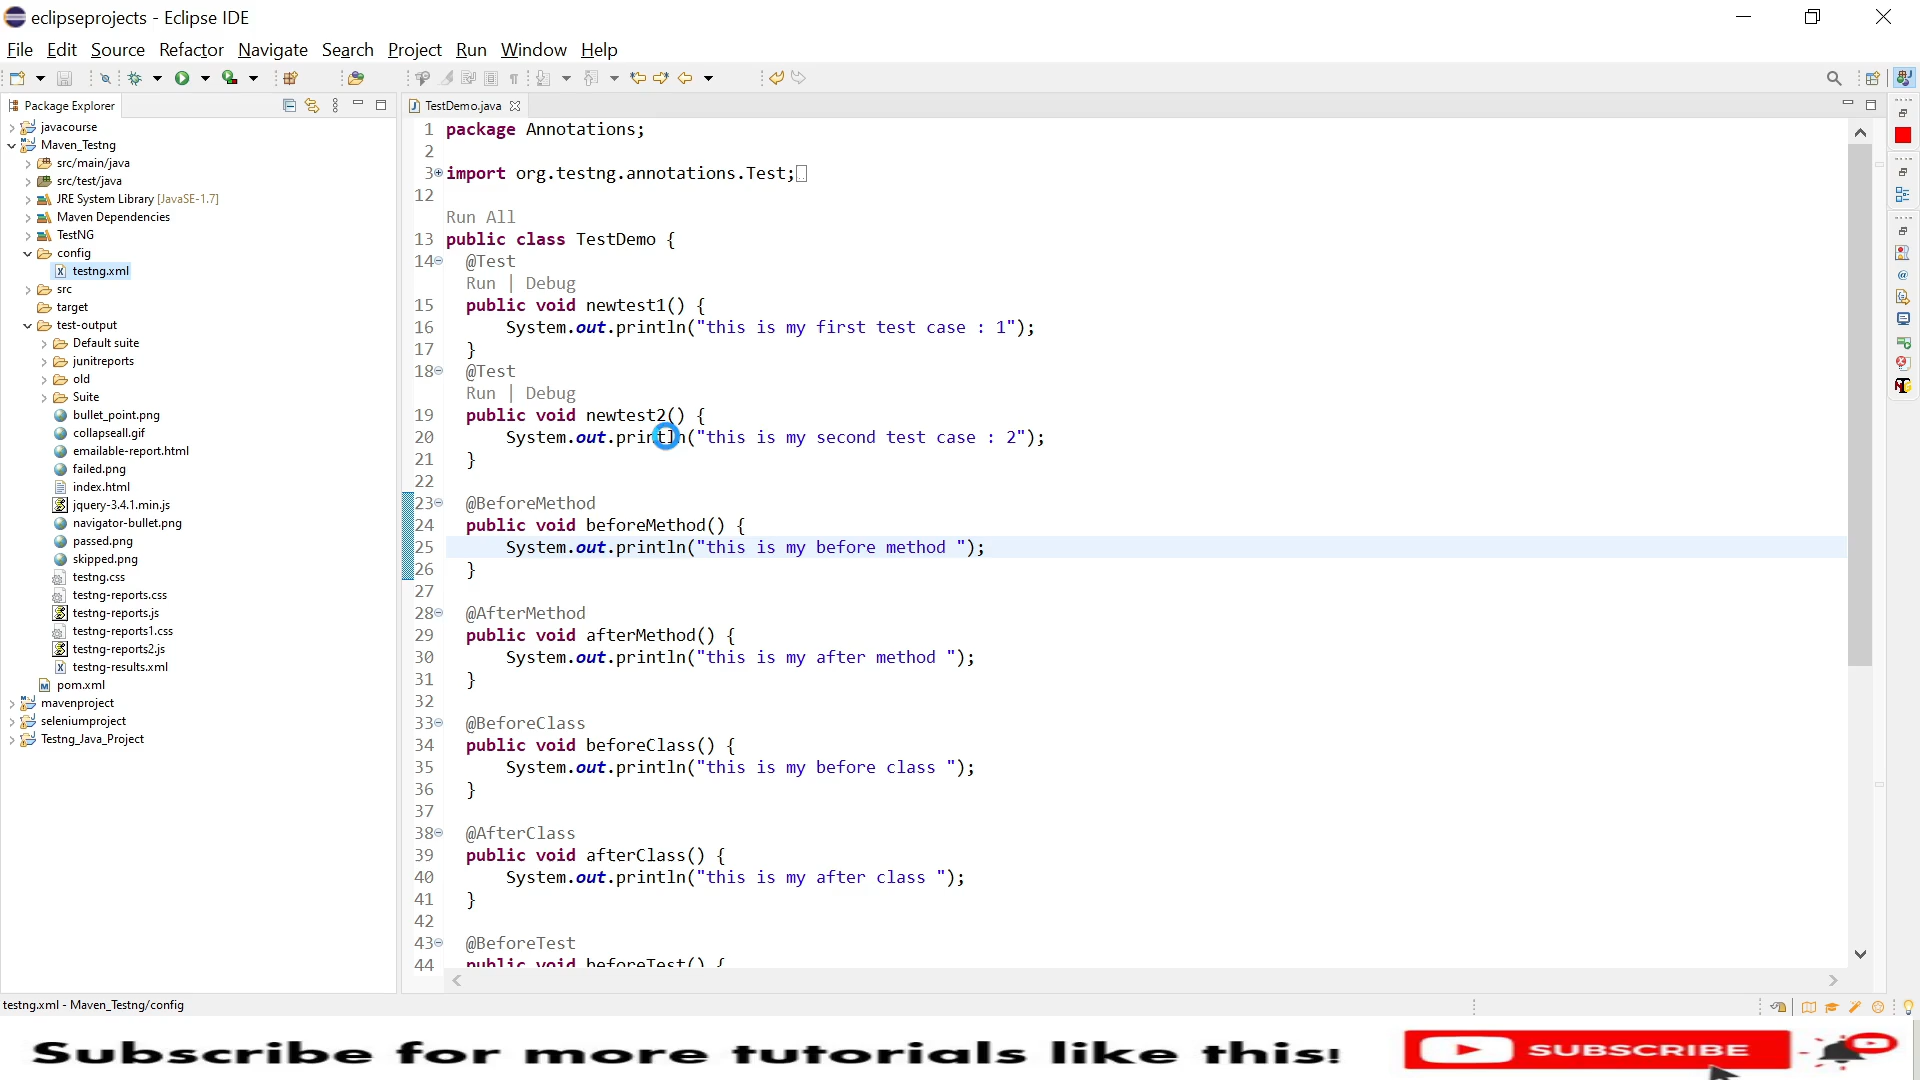 eclipseprojects - Eclipse IDE
File Edit Source Refactor Navigate Search Project Run Window Help
Package Explorer
TestDemo.java
javacourse
Maven_Testng
src/main/java
src/test/java
JRE System Library [JavaSE-1.7]
Maven Dependencies
TestNG
config
testng.xml
src
target
test-output
Default suite
junitreports
old
Suite
bullet_point.png
collapseall.gif
emailable-report.html
failed.png
index.html
jquery-3.4.1.min.js
navigator-bullet.png
passed.png
skipped.png
testng.css
testng-reports.css
testng-reports.js
testng-reports1.css
testng-reports2.js
testng-results.xml
pom.xml
mavenproject
seleniumproject
Testng_Java_Project
1 package Annotations;
2
3 import org.testng.annotations.Test;
12
Run All
13 public class TestDemo {
14 @Test
Run | Debug
15 public void newtest1() {
16 System.out.println("this is my first test case : 1");
17 }
18 @Test
Run | Debug
19 public void newtest2() {
20 System.out.println("this is my second test case : 2");
21 }
22
23 @BeforeMethod
24 public void beforeMethod() {
25 System.out.println("this is my before method ");
26 }
27
28 @AfterMethod
29 public void afterMethod() {
30 System.out.println("this is my after method ");
31 }
32
33 @BeforeClass
34 public void beforeClass() {
35 System.out.println("this is my before class ");
36 }
37
38 @AfterClass
39 public void afterClass() {
40 System.out.println("this is my after class ");
41 }
42
43 @BeforeTest
44 public void beforeTest() {
testng.xml - Maven_Testng/config
Subscribe for more tutorials like this!
SUBSCRIBE